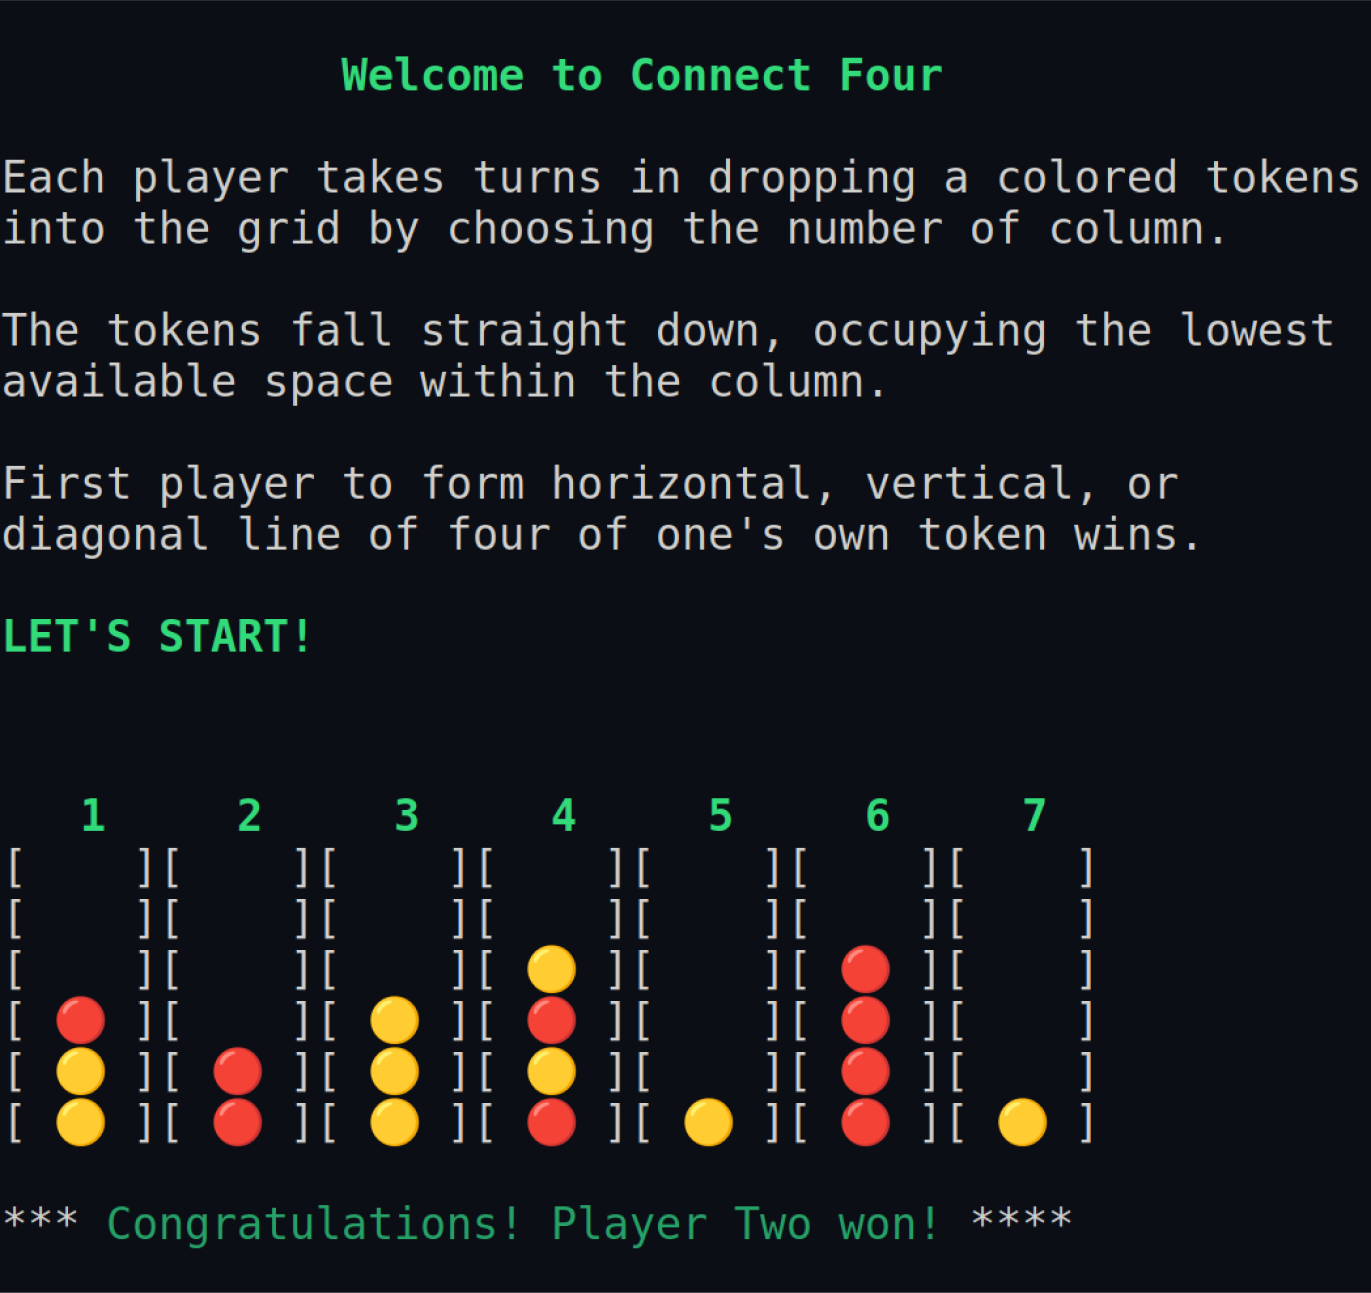 Welcome to Connect Four
Each player takes turns in dropping a colored tokens
into the grid by choosing the number of column.
The tokens fall straight down, occupying the lowest
available space within the column.
First player to form horizontal, vertical, or
diagonal line of four of one's own token wins.
LET'S START!
1 2 3 4 5 6 7
[ ][ ][ ][ ][ ][ ][ ]
[ ][ ][ ][ ][ ][ ][ ]
[ ][ ][ ][🟡][ ][🔴][ ]
[🔴][ ][🟡][🔴][ ][🔴][ ]
[🟡][🔴][🟡][🟡][ ][🔴][ ]
[🟡][🔴][🟡][🔴][🟡][🔴][🟡]
*** Congratulations! Player Two won! ****